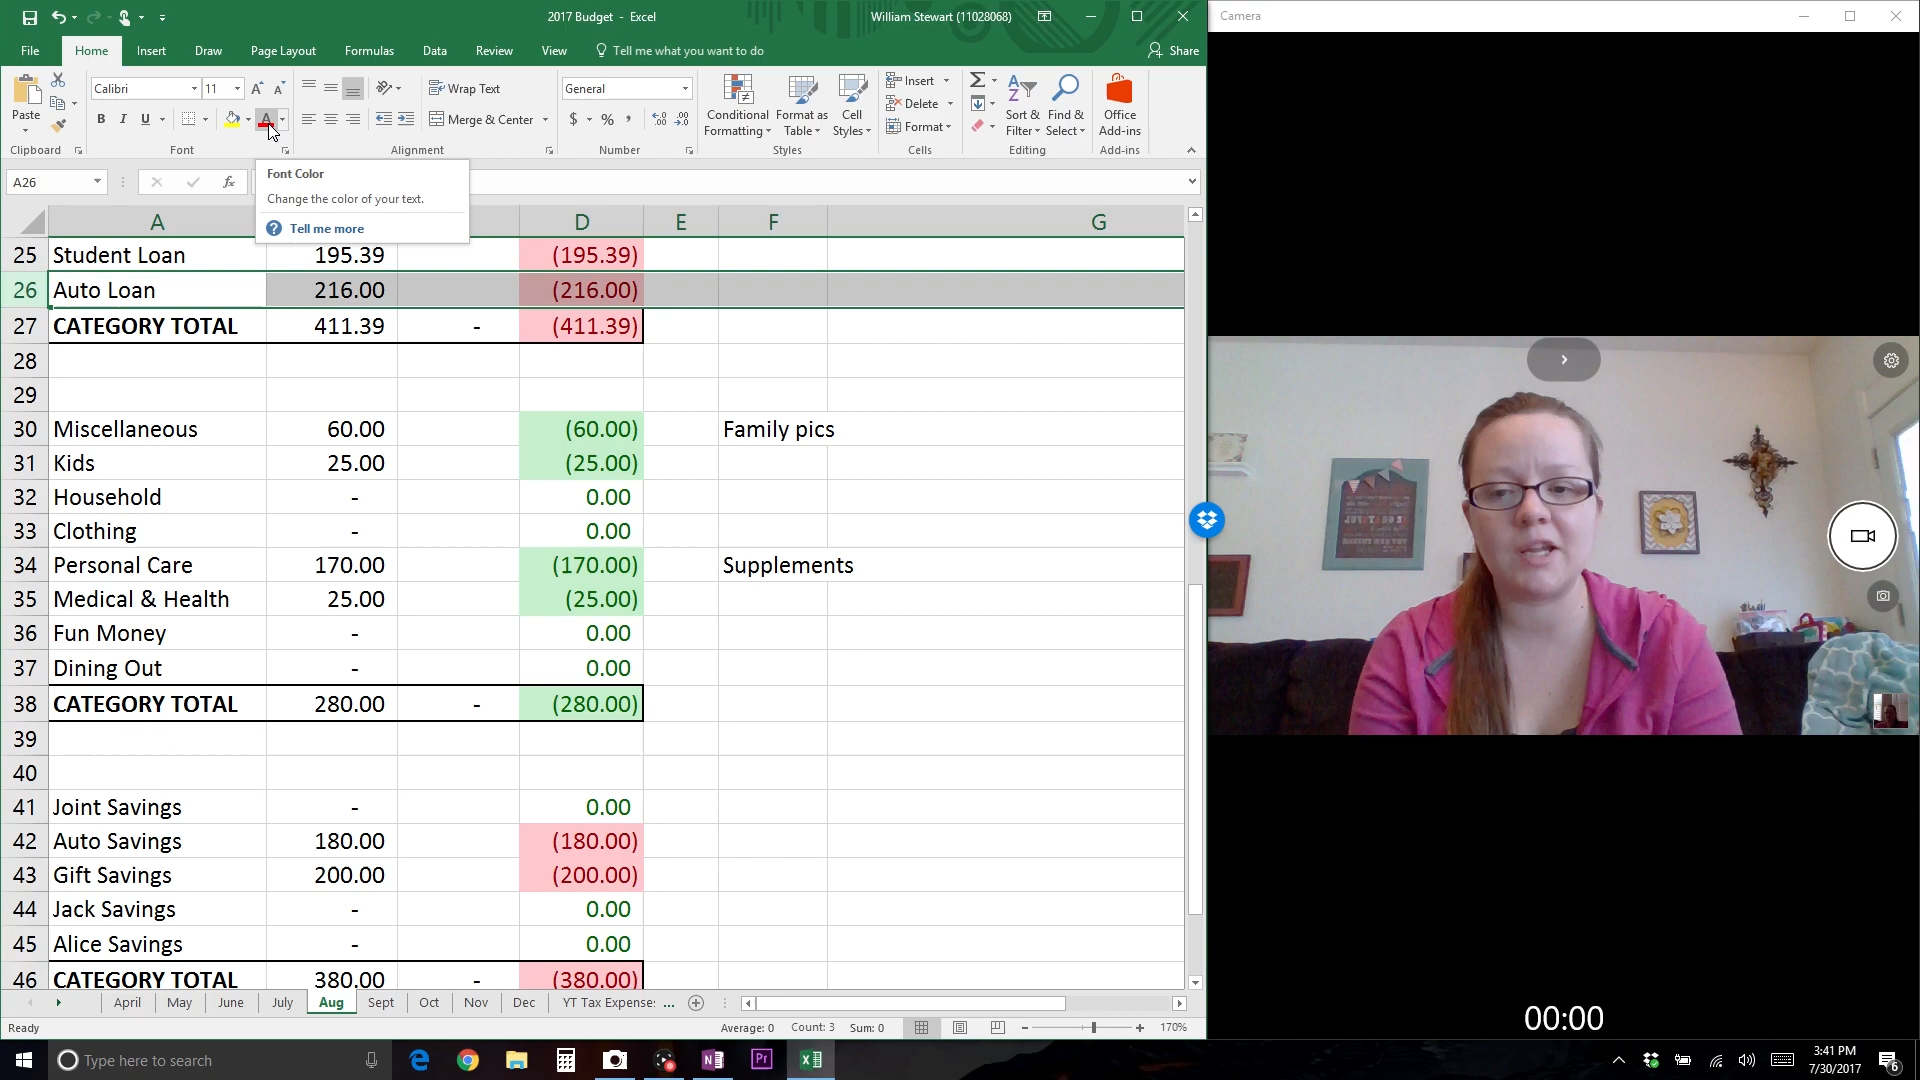 2017 Budget - Excel
William Stewart (11028068)
Camera
File Home Insert Draw Page Layout Formulas Data Review View Tell me what you want to do Share
Paste
Calibri 11
B I U
A
Wrap Text
Merge & Center
General
$ % ,
Conditional Formatting
Format as Table
Cell Styles
Insert
Delete
Format
Sort & Filter
Find & Select
Office Add-ins
Clipboard Font Alignment Number Styles Cells Editing Add-ins
A26
fx
Font Color
Change the color of your text.
? Tell me more
A D E F G
25 Student Loan 195.39 (195.39)
26 Auto Loan 216.00 (216.00)
27 CATEGORY TOTAL 411.39 - (411.39)
28
29
30 Miscellaneous 60.00 (60.00) Family pics
31 Kids 25.00 (25.00)
32 Household - 0.00
33 Clothing - 0.00
34 Personal Care 170.00 (170.00) Supplements
35 Medical & Health 25.00 (25.00)
36 Fun Money - 0.00
37 Dining Out - 0.00
38 CATEGORY TOTAL 280.00 - (280.00)
39
40
41 Joint Savings - 0.00
42 Auto Savings 180.00 (180.00)
43 Gift Savings 200.00 (200.00)
44 Jack Savings - 0.00
45 Alice Savings - 0.00
46 CATEGORY TOTAL 380.00 - (380.00)
April May June July Aug Sept Oct Nov Dec YT Tax Expense: ...
Ready
Average: 0 Count: 3 Sum: 0
170%
00:00
Type here to search
3:41 PM
7/30/2017
6